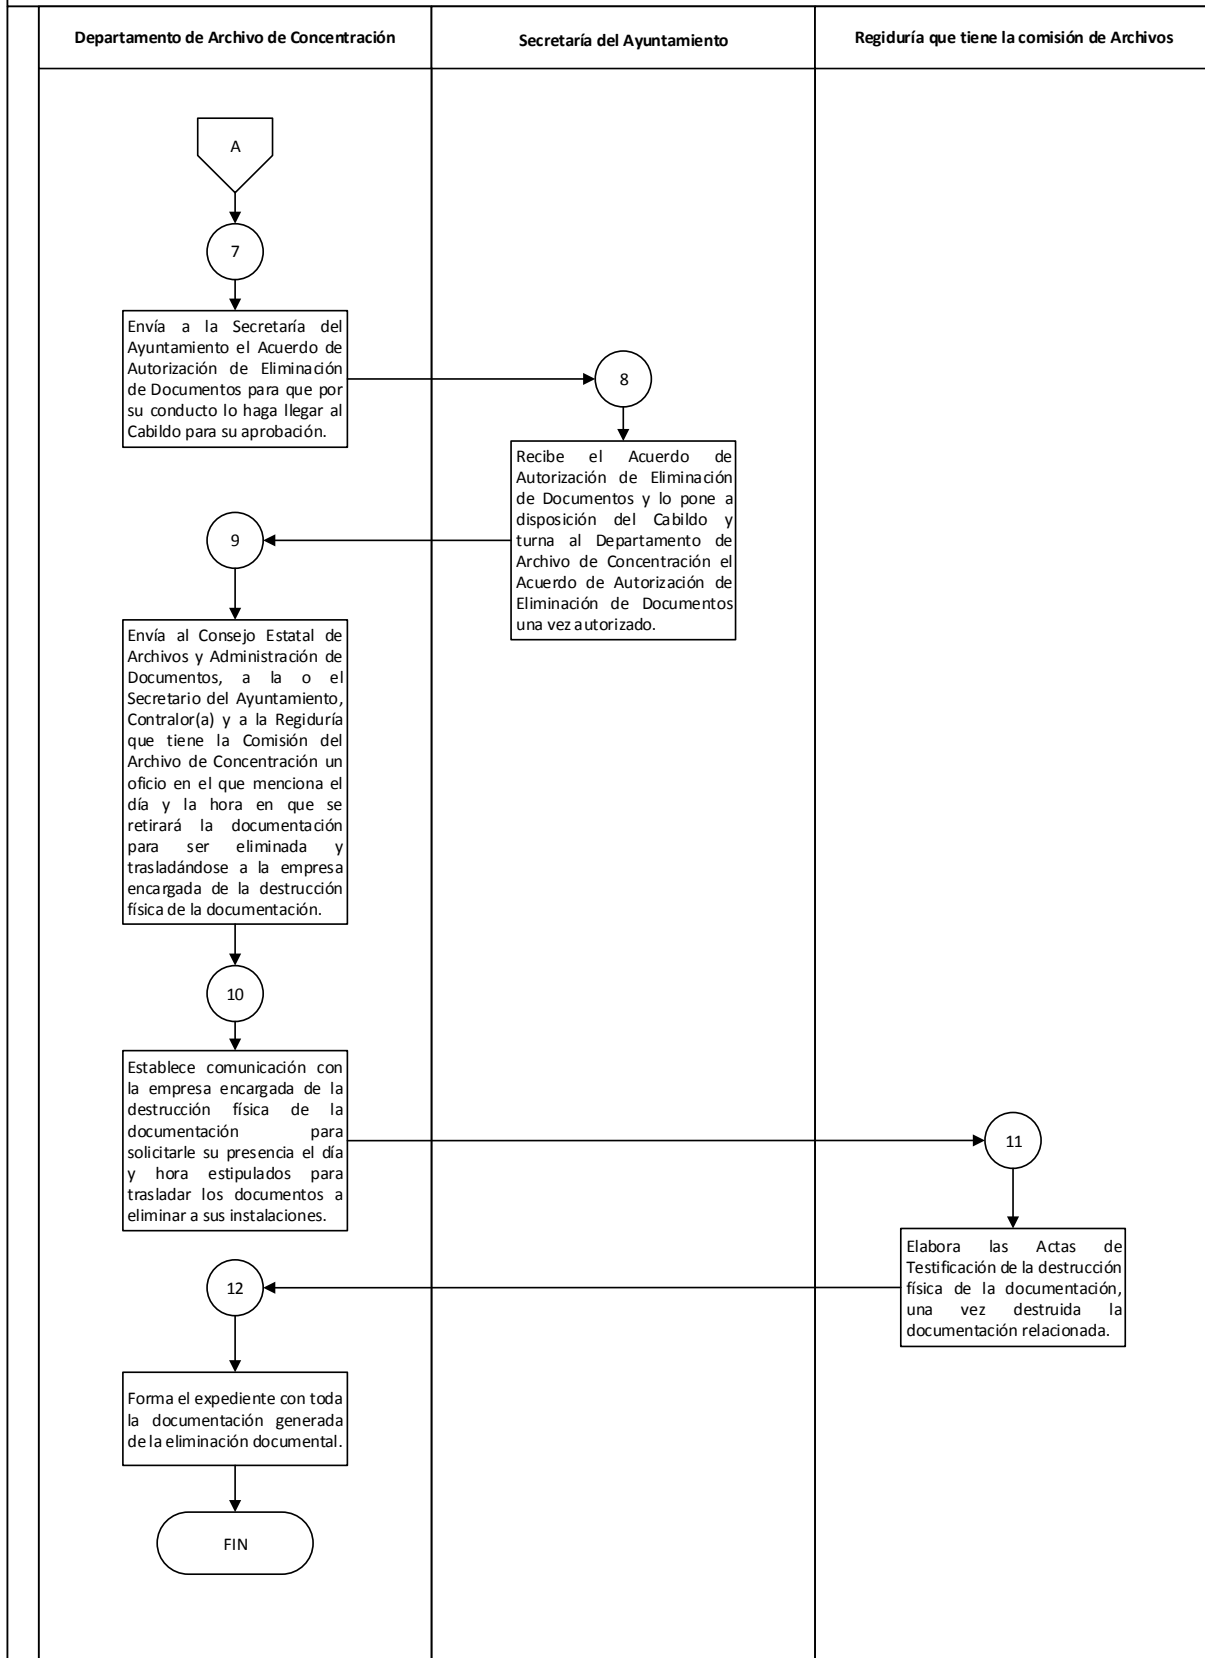 Departamento de Archivo de Concentración
Secretaría del Ayuntamiento
Regiduría que tiene la comisión de Archivos
A
7
Envía a la Secretaría del
Ayuntamiento el Acuerdo de
Autorización de Eliminación
de Documentos para que por
su conducto lo haga llegar al
Cabildo para su aprobación.
8
Recibe el Acuerdo de
Autorización de Eliminación
de Documentos y lo pone a
disposición del Cabildo y
turna al Departamento de
Archivo de Concentración el
Acuerdo de Autorización de
Eliminación de Documentos
una vez autorizado.
9
Envía al Consejo Estatal de
Archivos y Administración de
Documentos, a la o el
Secretario del Ayuntamiento,
Contralor(a) y a la Regiduría
que tiene la Comisión del
Archivo de Concentración un
oficio en el que menciona el
día y la hora en que se
retirará la documentación
para ser eliminada y
trasladándose a la empresa
encargada de la destrucción
física de la documentación.
10
Establece comunicación con
la empresa encargada de la
destrucción física de la
documentación para
solicitarle su presencia el día
y hora estipulados para
trasladar los documentos a
eliminar a sus instalaciones.
11
Elabora las Actas de
Testificación de la destrucción
física de la documentación,
una vez destruida la
documentación relacionada.
12
Forma el expediente con toda
la documentación generada
de la eliminación documental.
FIN